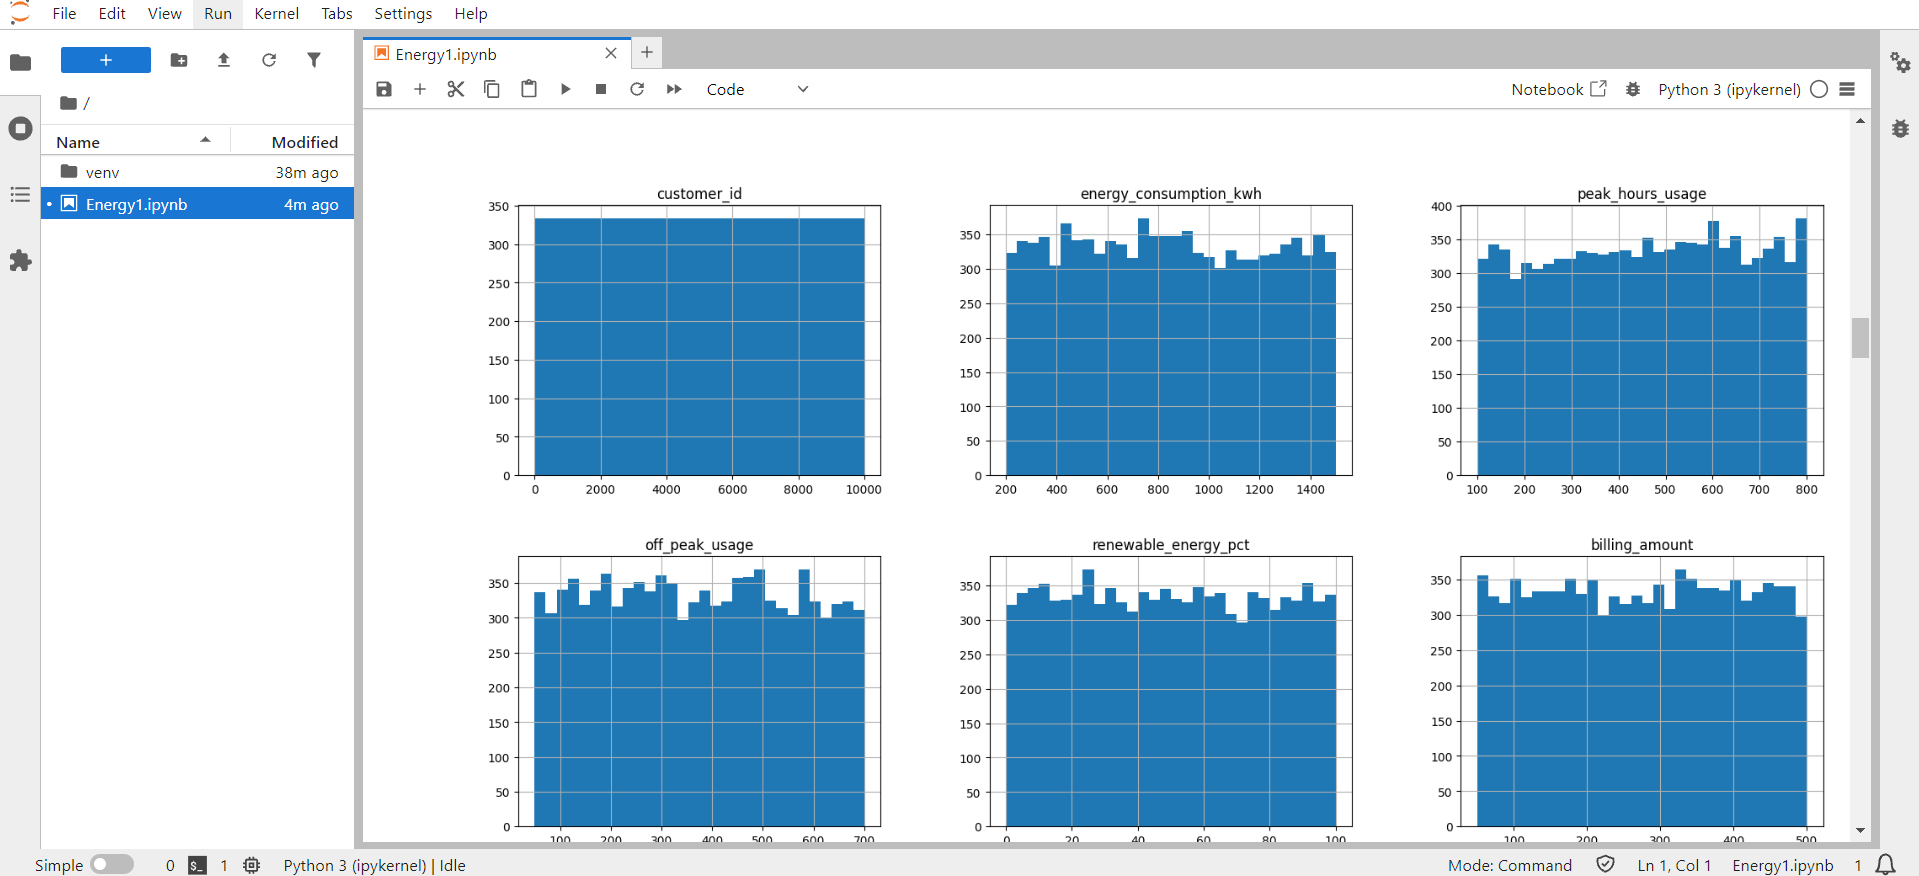 File Edit View Run Kernel Tabs Settings Help
Energy1.ipynb
Code
Notebook
Python 3 (ipykernel)
/
Name Modified
venv 38m ago
Energy1.ipynb 4m ago
customer_id
350
300
250
200
150
100
50
0
0 2000 4000 6000 8000 10000
energy_consumption_kwh
350
300
250
200
150
100
50
0
200 400 600 800 1000 1200 1400
peak_hours_usage
400
350
300
250
200
150
100
50
0
100 200 300 400 500 600 700 800
off_peak_usage
350
300
250
200
150
100
50
0
100 200 300 400 500 600 700
renewable_energy_pct
350
300
250
200
150
100
50
0
0 20 40 60 80 100
billing_amount
350
300
250
200
150
100
50
0
100 200 300 400 500
Simple 0 $_ 1 Python 3 (ipykernel) | Idle
Mode: Command Ln 1, Col 1 Energy1.ipynb 1